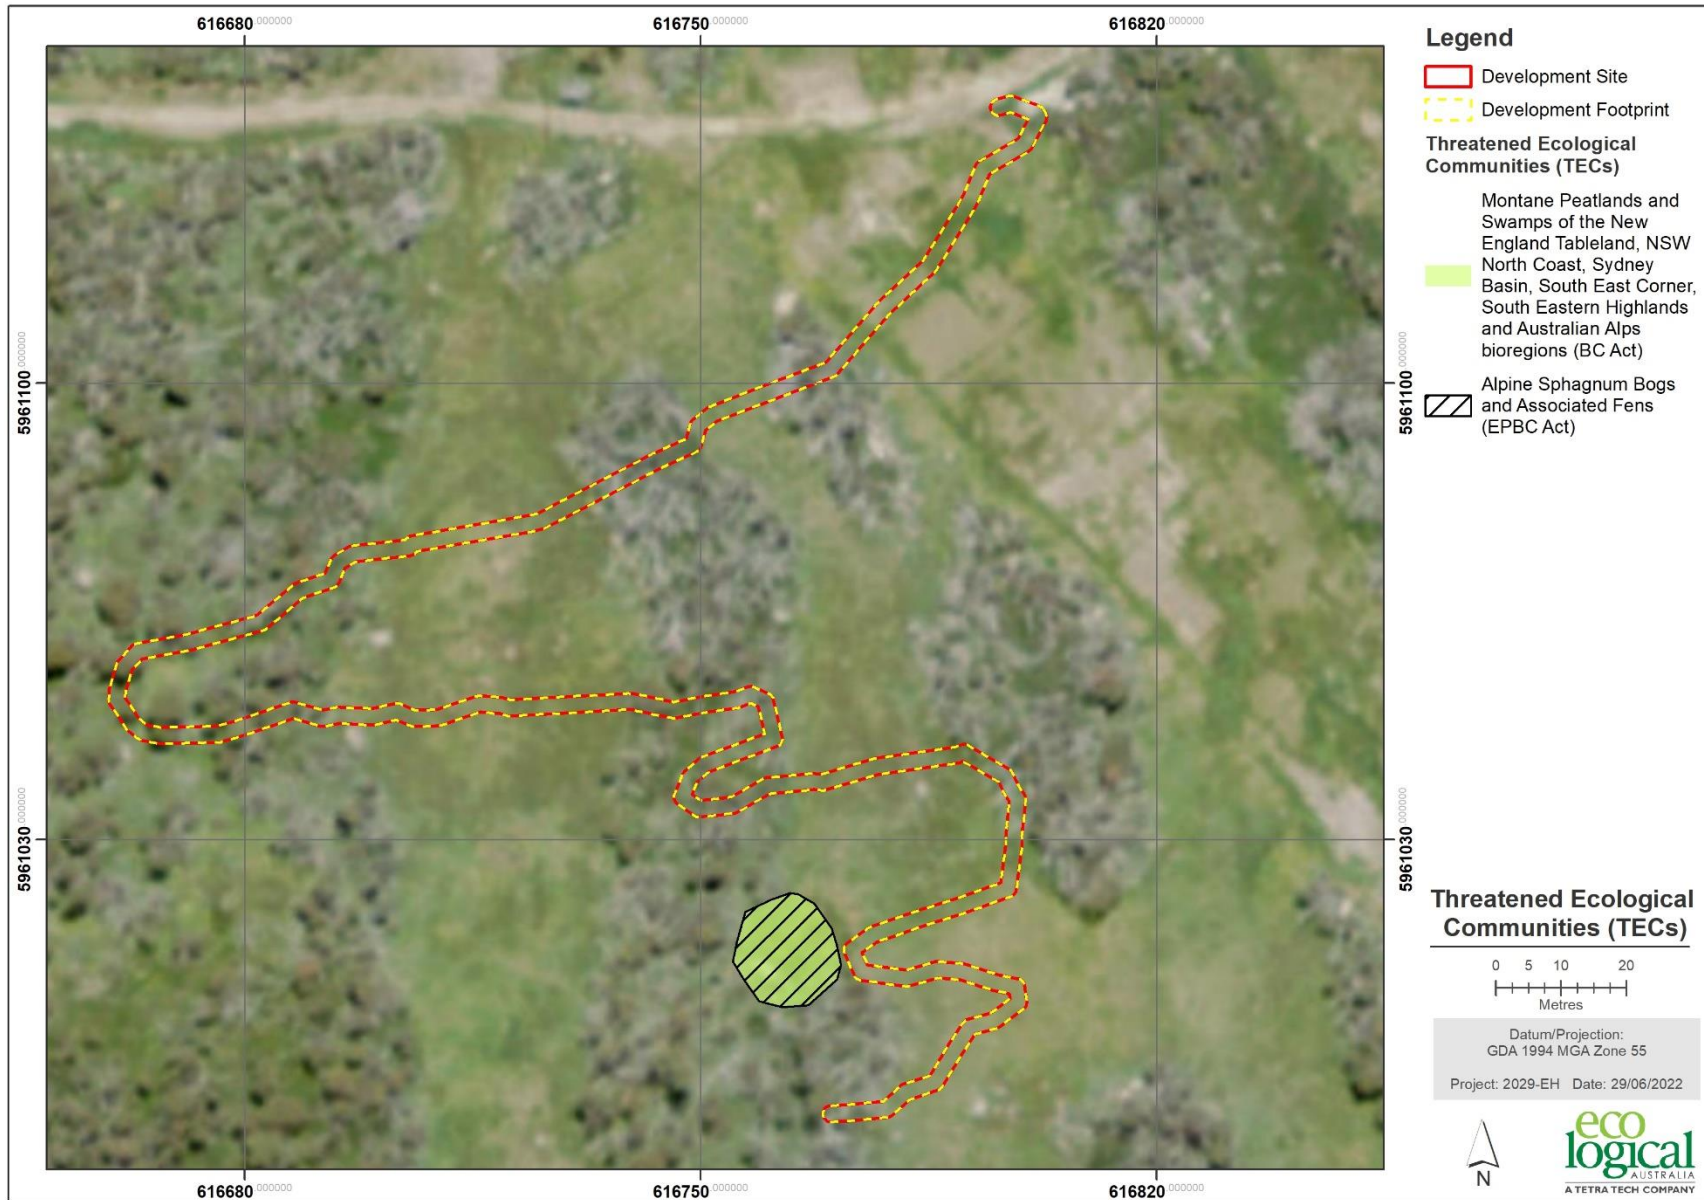 616680.000000
616750.000000
616820.000000
5961100.000000
5961030.000000
5961100.000000
5961030.000000
616680.000000
616750.000000
616820.000000
Legend
Development Site
Development Footprint
Threatened Ecological
Communities (TECs)
Montane Peatlands and
Swamps of the New
England Tableland, NSW
North Coast, Sydney
Basin, South East Corner,
South Eastern Highlands
and Australian Alps
bioregions (BC Act)
Alpine Sphagnum Bogs
and Associated Fens
(EPBC Act)
Threatened Ecological
Communities (TECs)
0 5 10 20
Metres
Datum/Projection:
GDA 1994 MGA Zone 55
Project: 2029-EH Date: 29/06/2022
N
eco
logical
AUSTRALIA
A TETRA TECH COMPANY